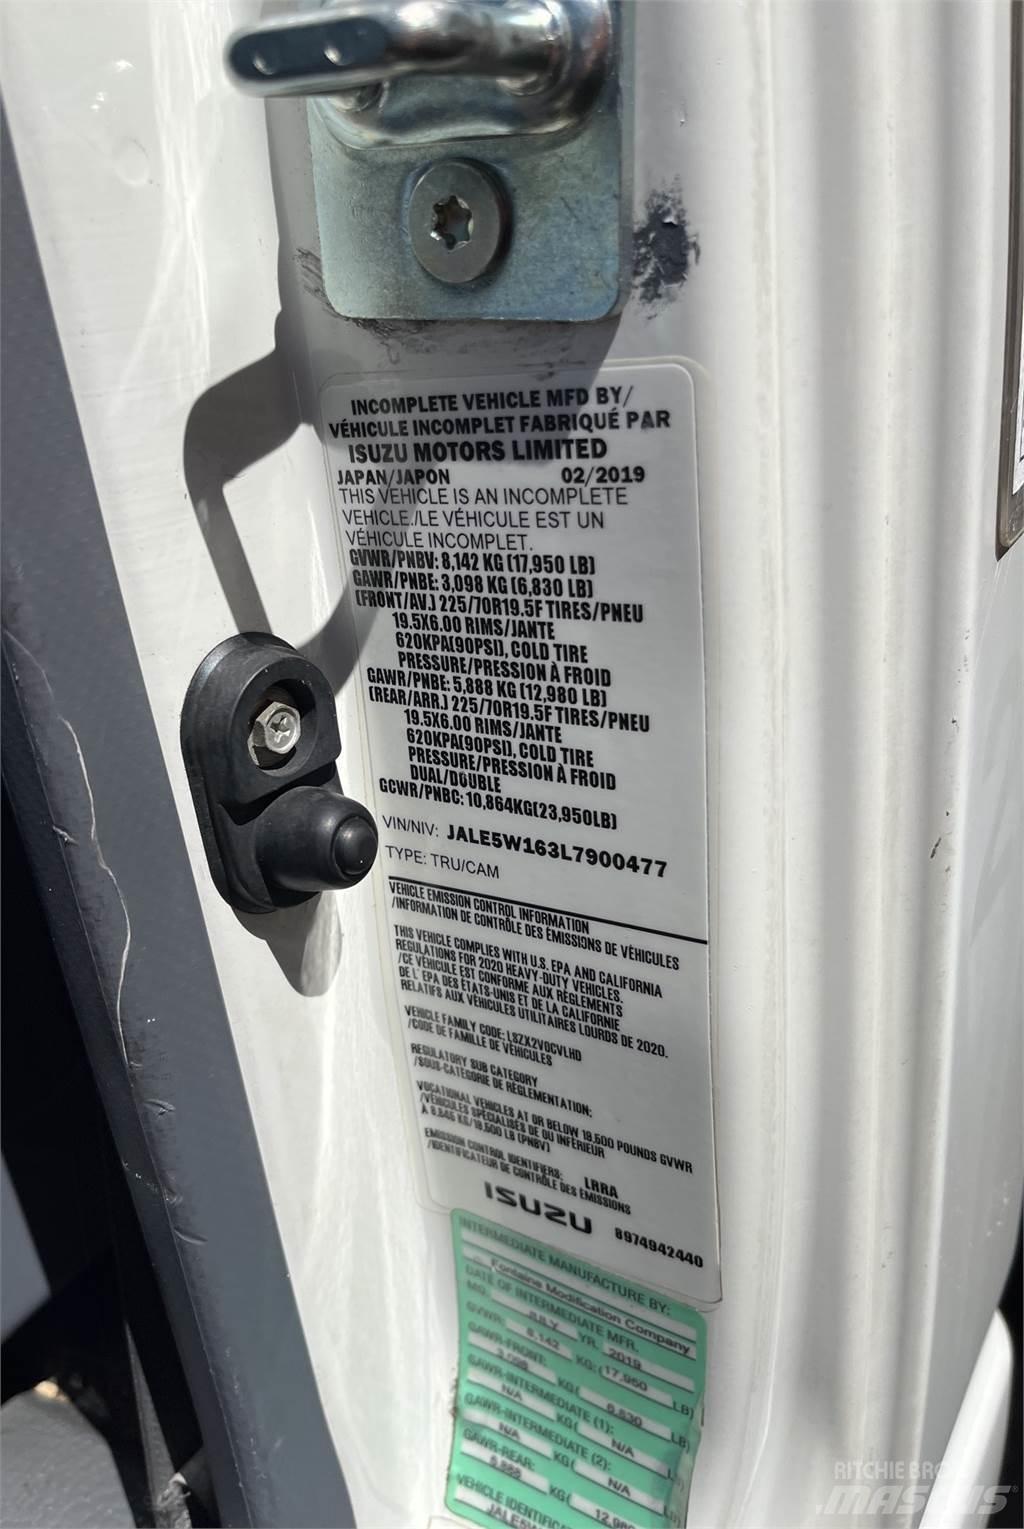 INCOMPLETE VEHICLE MFD BY/
VÉHICULE INCOMPLET FABRIQUÉ PAR
ISUZU MOTORS LIMITED
JAPAN/JAPON 02/2019
THIS VEHICLE IS AN INCOMPLETE
VEHICLE./LE VÉHICULE EST UN
VÉHICULE INCOMPLET.
GVWR/PNBV: 8,142 KG (17,950 LB)
GAWR/PNBE: 3,098 KG (6,830 LB)
(FRONT/AV.) 225/70R19.5F TIRES/PNEU
19.5X6.00 RIMS/JANTE
620KPA(90PSI), COLD TIRE
PRESSURE/PRESSION À FROID
GAWR/PNBE: 5,888 KG (12,980 LB)
(REAR/ARR.) 225/70R19.5F TIRES/PNEU
19.5X6.00 RIMS/JANTE
620KPA(90PSI), COLD TIRE
PRESSURE/PRESSION À FROID
DUAL/DOUBLE
GCWR/PNBC: 10,864KG(23,950LB)
VIN/NIV: JALE5W163L7900477
TYPE: TRU/CAM
VEHICLE EMISSION CONTROL INFORMATION
/INFORMATION DE CONTRÔLE DES ÉMISSIONS DE VÉHICULES
THIS VEHICLE COMPLIES WITH U.S. EPA AND CALIFORNIA
REGULATIONS FOR 2020 HEAVY-DUTY VEHICLES.
/CE VÉHICULE EST CONFORME AUX RÈGLEMENTS
DE L' EPA DES ÉTATS-UNIS ET DE LA CALIFORNIE
RELATIFS AUX VÉHICULES UTILITAIRES LOURDS DE 2020.
VEHICLE FAMILY CODE: LSZX2VOCVLHD
/CODE DE FAMILLE DE VÉHICULES
REGULATORY SUB CATEGORY
/SOUS-CATÉGORIE DE RÉGLEMENTATION:
VOCATIONAL VEHICLES AT OR BELOW 19,500 POUNDS GVWR
/VÉHICULES SPÉCIALISÉS DE OU INFÉRIEUR
À 8,845 KG/19,500 LB (PNBV)
EMISSION CONTROL IDENTIFIERS: LRRA
/IDENTIFICATEUR DE CONTRÔLE DES ÉMISSIONS
ISUZU 8974942440
INTERMEDIATE MANUFACTURE BY:
Fontaine Modification Company
DATE OF INTERMEDIATE MFR.
MO. JULY YR. 2019
GVWR: 8,142 KG: (17,950 LB)
GAWR-FRONT: 3,098 KG( 6,830 LB)
GAWR-INTERMEDIATE (1): N/A KG( N/A
GAWR-INTERMEDIATE (2): N/A KG( N/A
GAWR-REAR: 5,888 KG( 12,980
VEHICLE IDENTIFICA
JALE5W
RITCHIE BRO
MASCUS